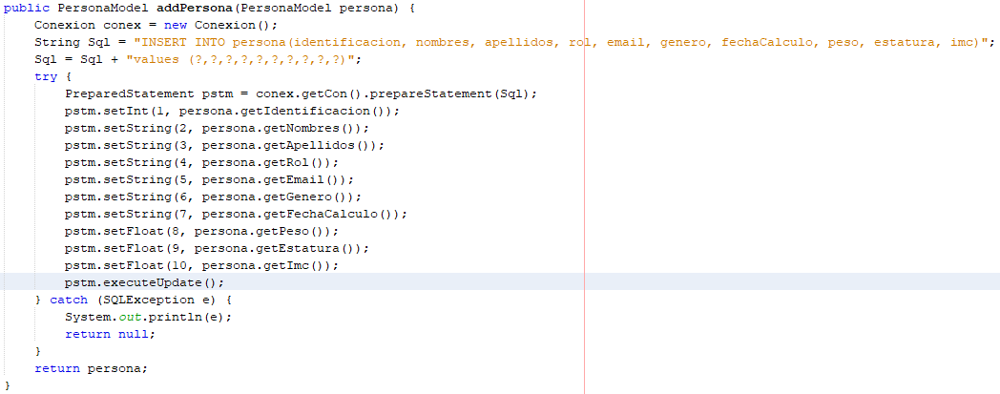 public PersonaModel addPersona(PersonaModel persona) {
    Conexion conex = new Conexion();
    String Sql = "INSERT INTO persona(identificacion, nombres, apellidos, rol, email, genero, fechaCalculo, peso, estatura, imc)";
    Sql = Sql + "values (?,?,?,?,?,?,?,?,?,?)";
    try {
        PreparedStatement pstm = conex.getCon().prepareStatement(Sql);
        pstm.setInt(1, persona.getIdentificacion());
        pstm.setString(2, persona.getNombres());
        pstm.setString(3, persona.getApellidos());
        pstm.setString(4, persona.getRol());
        pstm.setString(5, persona.getEmail());
        pstm.setString(6, persona.getGenero());
        pstm.setString(7, persona.getFechaCalculo());
        pstm.setFloat(8, persona.getPeso());
        pstm.setFloat(9, persona.getEstatura());
        pstm.setFloat(10, persona.getImc());
        pstm.executeUpdate();
    } catch (SQLException e) {
        System.out.println(e);
        return null;
    }
    return persona;
}